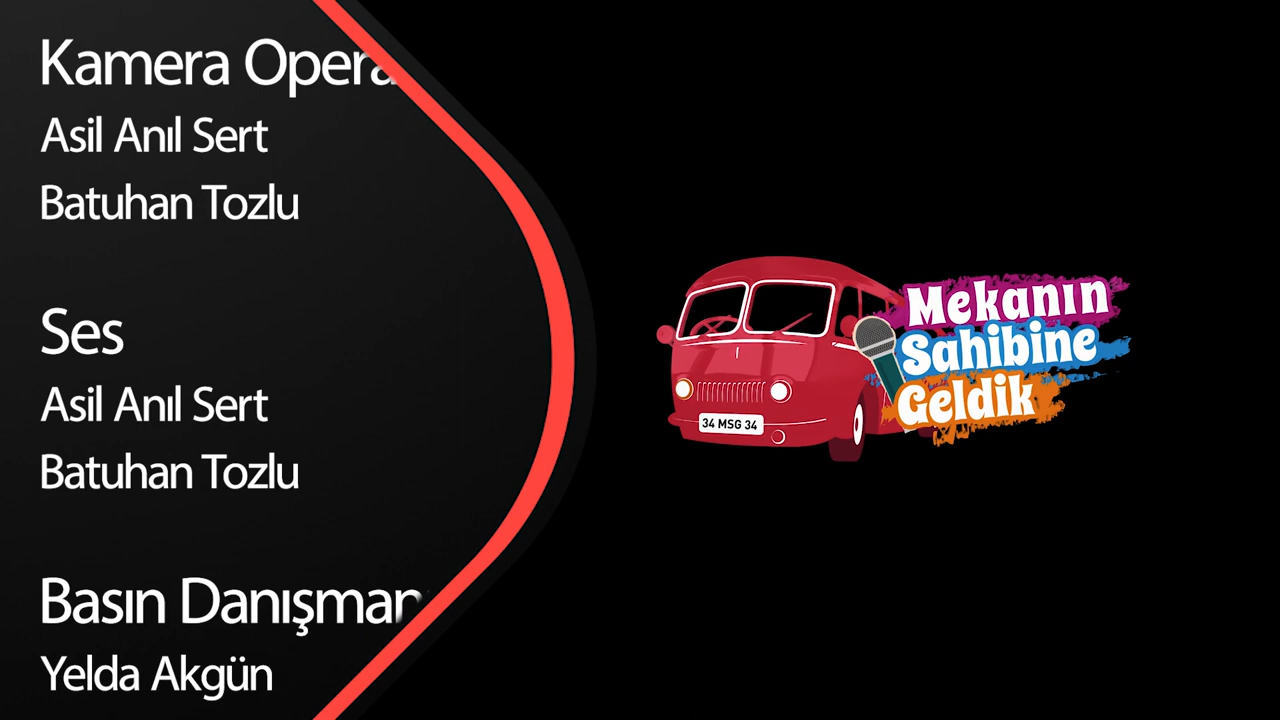 Kamera Opera
Asil Anıl Sert
Batuhan Tozlu
Ses
Asil Anıl Sert
Batuhan Tozlu
Basın Danışman
Yelda Akgün
Mekanın
Sahibine
Geldik
34 MSG 34